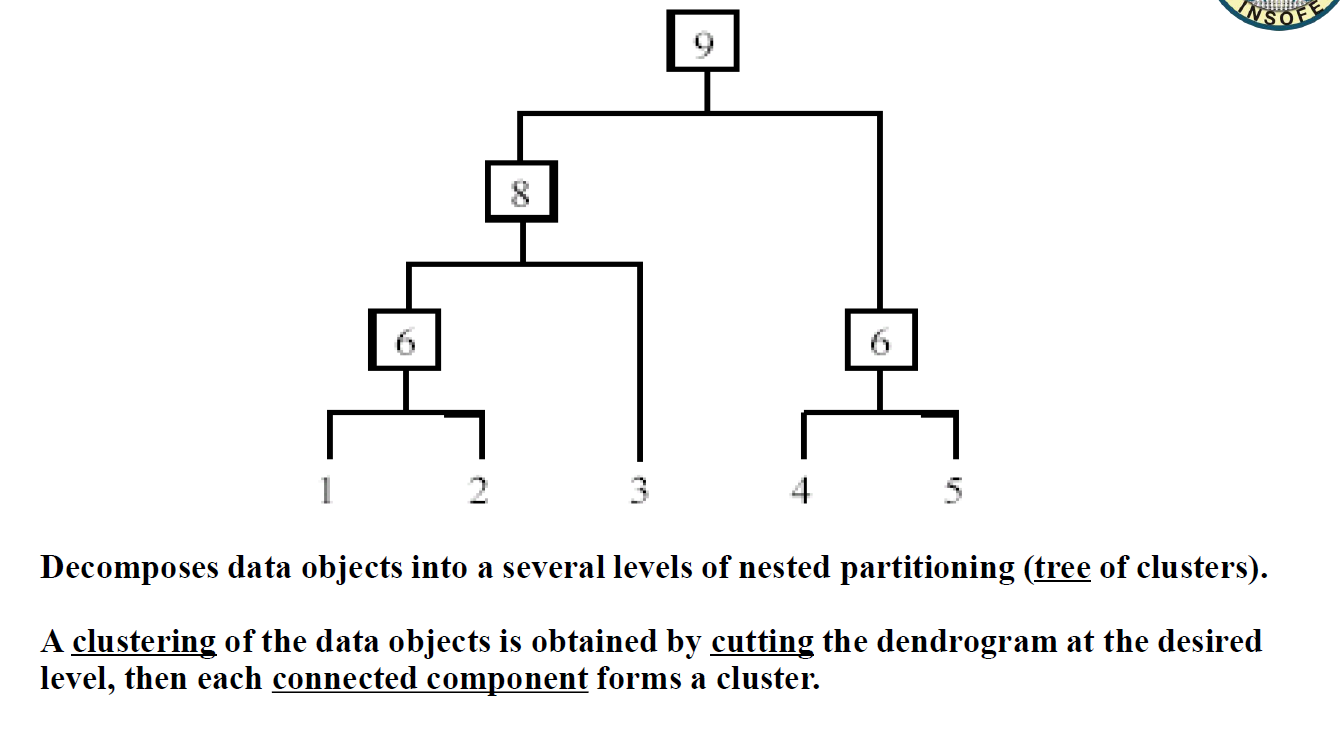 INSOFE
9
8
6 6
1 2 3 4 5
Decomposes data objects into a several levels of nested partitioning (tree of clusters).
A clustering of the data objects is obtained by cutting the dendrogram at the desired
level, then each connected component forms a cluster.